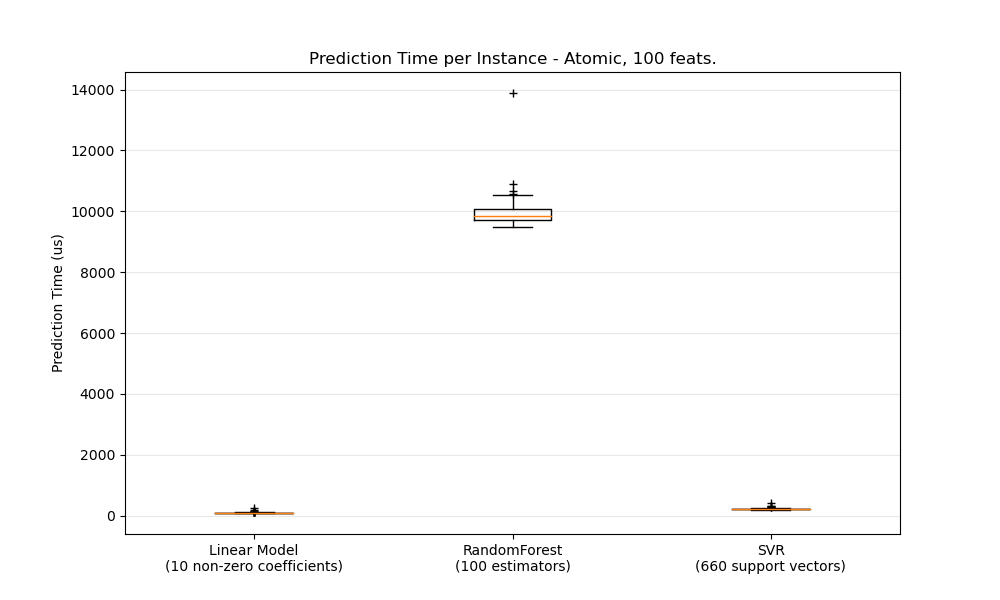 Prediction Time per Instance - Atomic, 100 feats.
Prediction Time (us)
14000
12000
10000
8000
6000
4000
2000
0
Linear Model
(10 non-zero coefficients)
RandomForest
(100 estimators)
SVR
(660 support vectors)